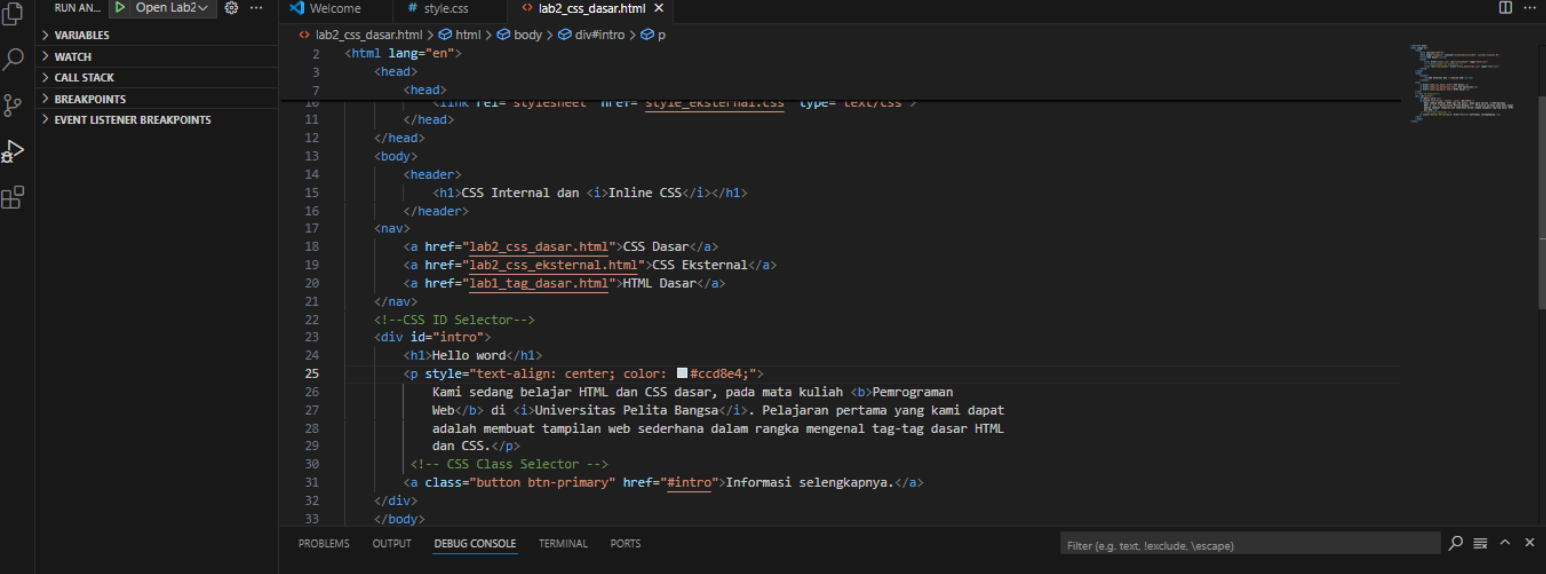 RUN AN... Open Lab2
Welcome
# style.css
lab2_css_dasar.html
VARIABLES
WATCH
CALL STACK
BREAKPOINTS
EVENT LISTENER BREAKPOINTS
lab2_css_dasar.html > html > body > div#intro > p
2 <html lang="en">
3 <head>
7 <head>
10 <link rel="stylesheet" href="style_eksternal.css" type="text/css">
11 </head>
12 </head>
13 <body>
14 <header>
15 <h1>CSS Internal dan <i>Inline CSS</i></h1>
16 </header>
17 <nav>
18 <a href="lab2_css_dasar.html">CSS Dasar</a>
19 <a href="lab2_css_eksternal.html">CSS Eksternal</a>
20 <a href="lab1_tag_dasar.html">HTML Dasar</a>
21 </nav>
22 <!--CSS ID Selector-->
23 <div id="intro">
24 <h1>Hello word</h1>
25 <p style="text-align: center; color: #ccd8e4;">
26 Kami sedang belajar HTML dan CSS dasar, pada mata kuliah <b>Pemrograman
27 Web</b> di <i>Universitas Pelita Bangsa</i>. Pelajaran pertama yang kami dapat
28 adalah membuat tampilan web sederhana dalam rangka mengenal tag-tag dasar HTML
29 dan CSS.</p>
30 <!-- CSS Class Selector -->
31 <a class="button btn-primary" href="#intro">Informasi selengkapnya.</a>
32 </div>
33 </body>
PROBLEMS OUTPUT DEBUG CONSOLE TERMINAL PORTS
Filter (e.g. text, !exclude, \escape)